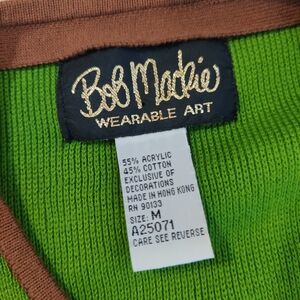 Bob Mackie
WEARABLE ART
55% ACRYLIC
45% COTTON
EXCLUSIVE OF
DECORATIONS
MADE IN HONG KONG
RN 90133
SIZE: M
A25071
CARE SEE REVERSE